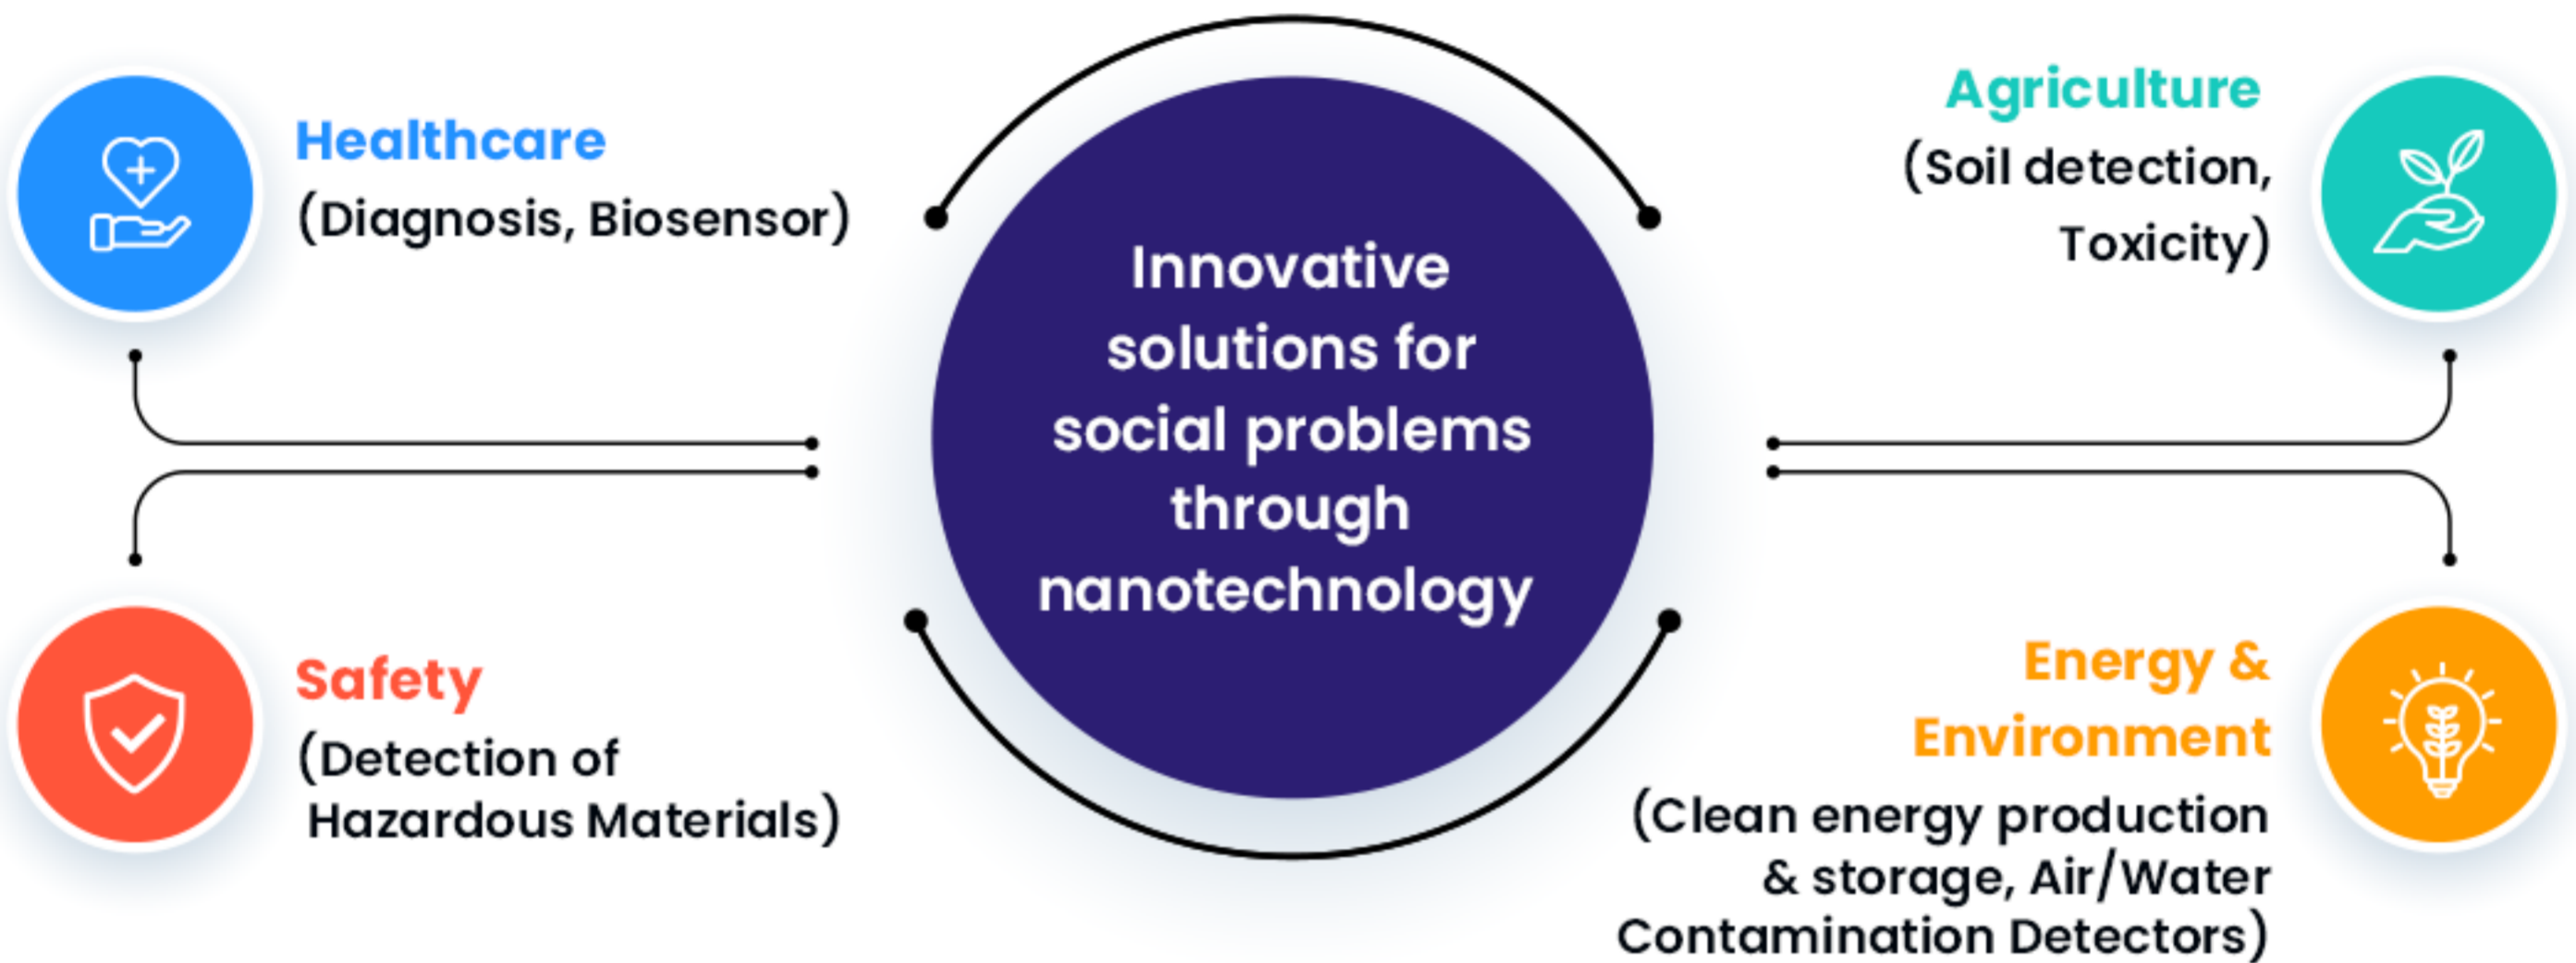 Healthcare
(Diagnosis, Biosensor)
Safety
(Detection of
Hazardous Materials)
Innovative
solutions for
social problems
through
nanotechnology
Agriculture
(Soil detection,
Toxicity)
Energy &
Environment
(Clean energy production
& storage, Air/Water
Contamination Detectors)